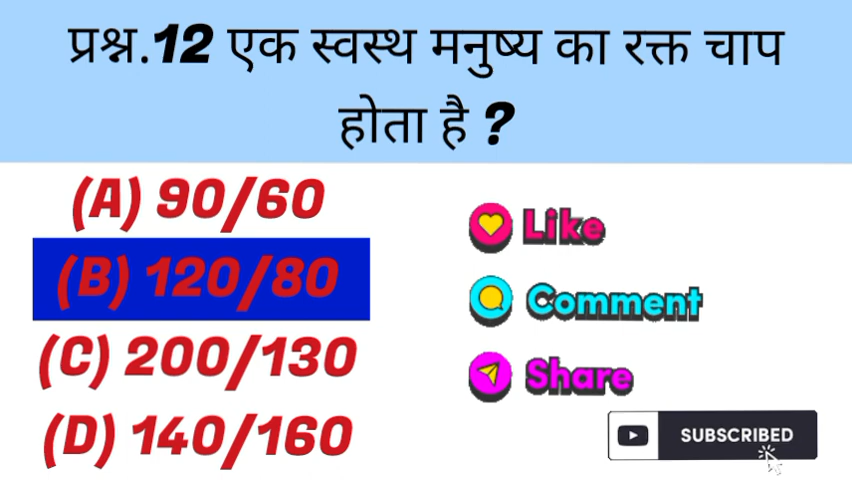 प्रश्न.12 एक स्वस्थ मनुष्य का रक्त चाप
होता है ?
(A) 90/60
(B) 120/80
(C) 200/130
(D) 140/160
Like
Comment
Share
SUBSCRIBED